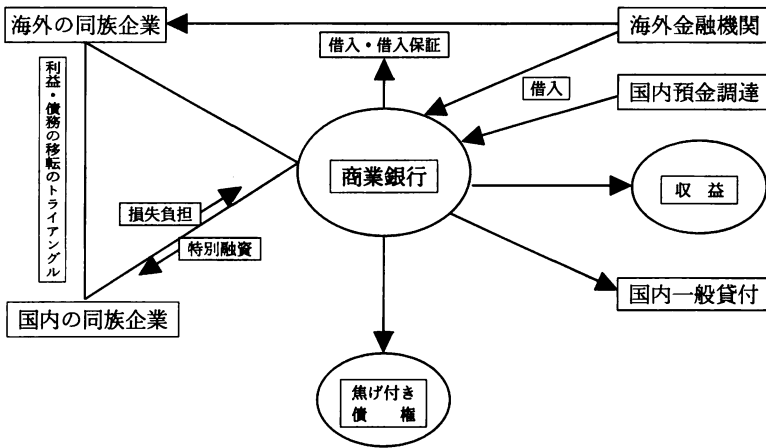 海外の同族企業
海外金融機関
借入・借入保証
借入
国内預金調達
利益・債務の移転のトライアングル
商業銀行
収 益
損失負担
特別融資
国内一般貸付
国内の同族企業
焦げ付き
債 権